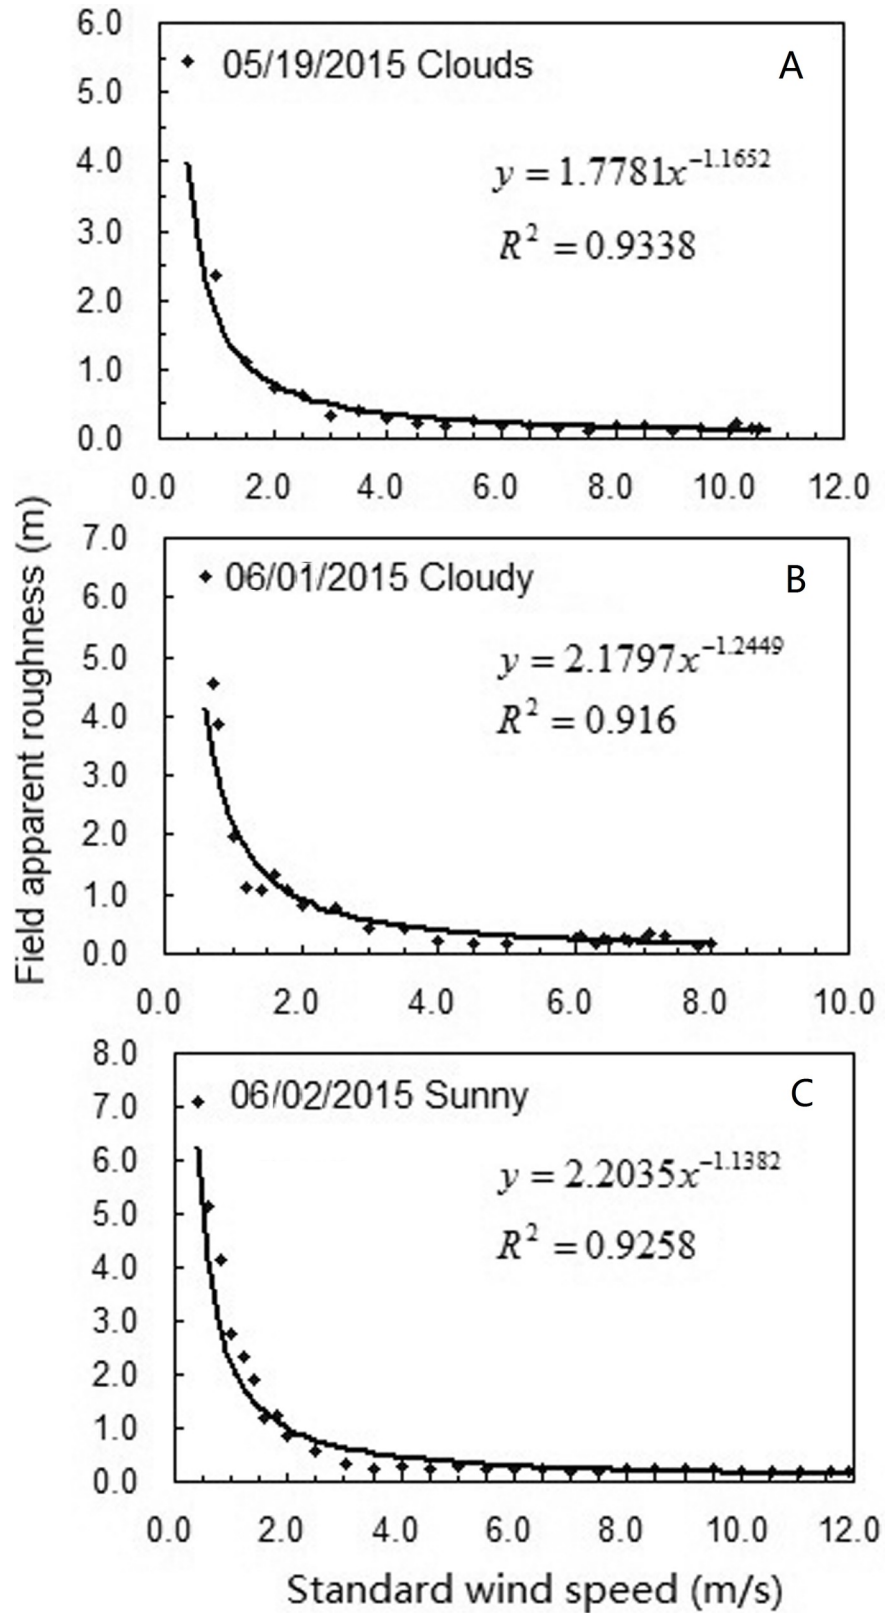 6.0
05/19/2015 Clouds A
5.0
4.0
y = 1.7781x^−1.1652
3.0
R² = 0.9338
2.0
1.0
0.0
0.0 2.0 4.0 6.0 8.0 10.0 12.0
Field apparent roughness (m)
7.0
06/01/2015 Cloudy B
6.0
5.0
y = 2.1797x^−1.2449
4.0
R² = 0.916
3.0
2.0
1.0
0.0
0.0 2.0 4.0 6.0 8.0 10.0
8.0
06/02/2015 Sunny C
7.0
6.0
y = 2.2035x^−1.1382
5.0
R² = 0.9258
4.0
3.0
2.0
1.0
0.0
0.0 2.0 4.0 6.0 8.0 10.0 12.0
Standard wind speed (m/s)